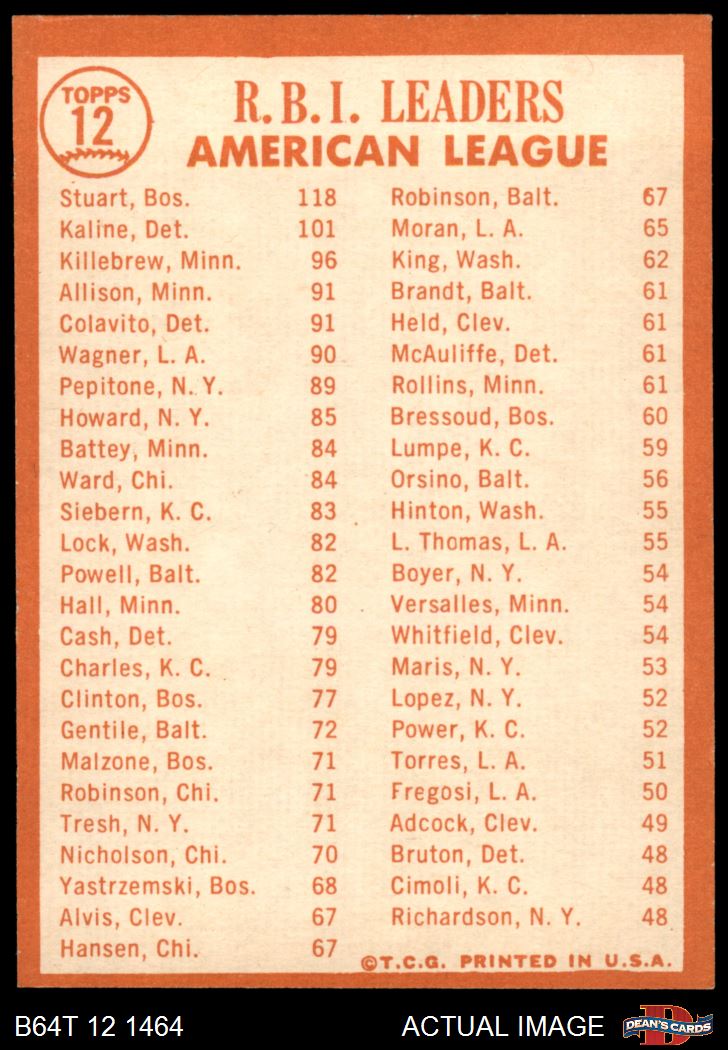 TOPPS
12
R.B.I. LEADERS
AMERICAN LEAGUE
Stuart, Bos. 118
Kaline, Det. 101
Killebrew, Minn. 96
Allison, Minn. 91
Colavito, Det. 91
Wagner, L. A. 90
Pepitone, N. Y. 89
Howard, N. Y. 85
Battey, Minn. 84
Ward, Chi. 84
Siebern, K. C. 83
Lock, Wash. 82
Powell, Balt. 82
Hall, Minn. 80
Cash, Det. 79
Charles, K. C. 79
Clinton, Bos. 77
Gentile, Balt. 72
Malzone, Bos. 71
Robinson, Chi. 71
Tresh, N. Y. 71
Nicholson, Chi. 70
Yastrzemski, Bos. 68
Alvis, Clev. 67
Hansen, Chi. 67
Robinson, Balt. 67
Moran, L. A. 65
King, Wash. 62
Brandt, Balt. 61
Held, Clev. 61
McAuliffe, Det. 61
Rollins, Minn. 61
Bressoud, Bos. 60
Lumpe, K. C. 59
Orsino, Balt. 56
Hinton, Wash. 55
L. Thomas, L. A. 55
Boyer, N. Y. 54
Versalles, Minn. 54
Whitfield, Clev. 54
Maris, N. Y. 53
Lopez, N. Y. 52
Power, K. C. 52
Torres, L. A. 51
Fregosi, L. A. 50
Adcock, Clev. 49
Bruton, Det. 48
Cimoli, K. C. 48
Richardson, N. Y. 48
©T.C.G. PRINTED IN U.S.A.
B64T 12 1464 ACTUAL IMAGE
D
DEAN'S CARDS